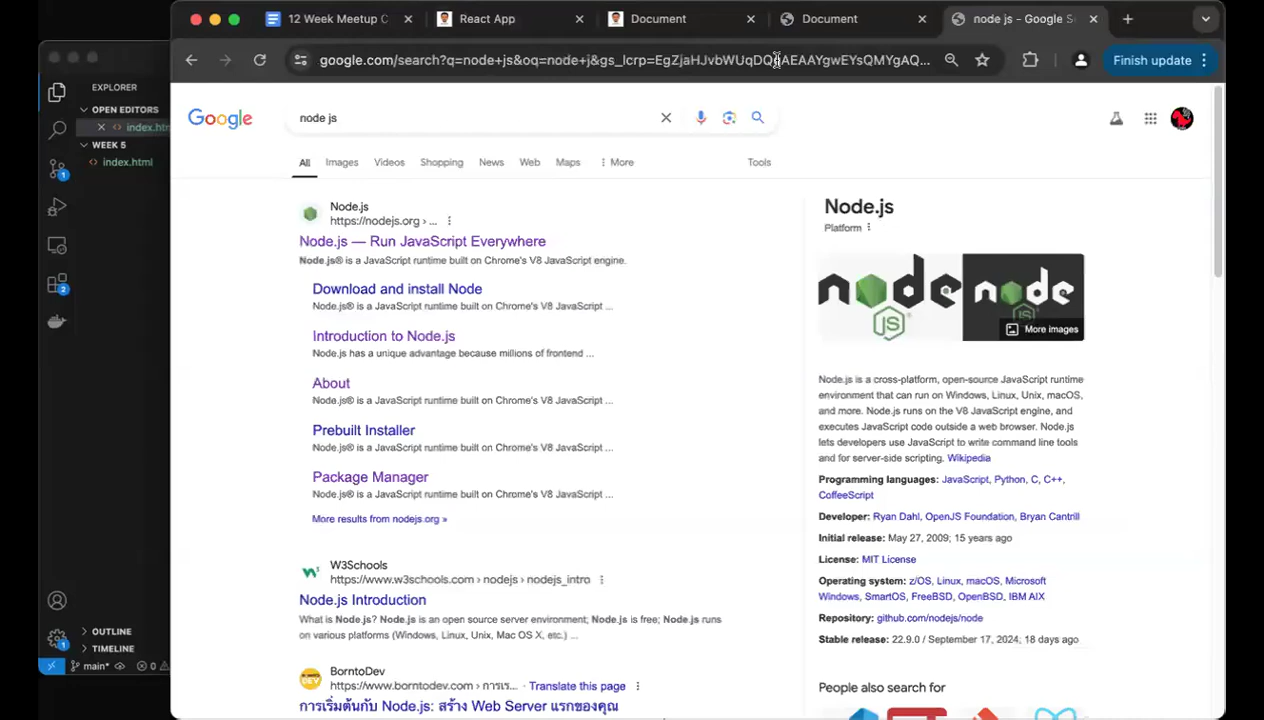 12 Week Meetup C
React App
Document
Document
node js - Google S
google.com/search?q=node+js&oq=node+j&gs_lcrp=EgZjaHJvbWUqDQ
Finish update
EXPLORER
OPEN EDITORS
index.htm
WEEK 5
index.html
OUTLINE
TIMELINE
main*
0
1
2
1
Google
node js
All
Images
Videos
Shopping
News
Web
Maps
More
Tools
Node.js
https://nodejs.org › ...
Node.js — Run JavaScript Everywhere
Node.js® is a JavaScript runtime built on Chrome's V8 JavaScript engine.
Download and install Node
Node.js® is a JavaScript runtime built on Chrome's V8 JavaScript ...
Introduction to Node.js
Node.js has a unique advantage because millions of frontend ...
About
Node.js® is a JavaScript runtime built on Chrome's V8 JavaScript ...
Prebuilt Installer
Node.js® is a JavaScript runtime built on Chrome's V8 JavaScript ...
Package Manager
Node.js® is a JavaScript runtime built on Chrome's V8 JavaScript ...
More results from nodejs.org »
W3Schools
https://www.w3schools.com › nodejs › nodejs_intro
Node.js Introduction
What is Node.js? Node.js is an open source server environment; Node.js is free; Node.js runs
on various platforms (Windows, Linux, Unix, Mac OS X, etc.) ...
BorntoDev
https://www.borntodev.com › การเร... · Translate this page
การเริ่มต้นกับ Node.js: สร้าง Web Server แรกของคุณ
Node.js
Platform
node
JS
node
JS
More images
Node.js is a cross-platform, open-source JavaScript runtime
environment that can run on Windows, Linux, Unix, macOS,
and more. Node.js runs on the V8 JavaScript engine, and
executes JavaScript code outside a web browser. Node.js
lets developers use JavaScript to write command line tools
and for server-side scripting. Wikipedia
Programming languages: JavaScript, Python, C, C++,
CoffeeScript
Developer: Ryan Dahl, OpenJS Foundation, Bryan Cantrill
Initial release: May 27, 2009; 15 years ago
License: MIT License
Operating system: z/OS, Linux, macOS, Microsoft
Windows, SmartOS, FreeBSD, OpenBSD, IBM AIX
Repository: github.com/nodejs/node
Stable release: 22.9.0 / September 17, 2024; 18 days ago
People also search for